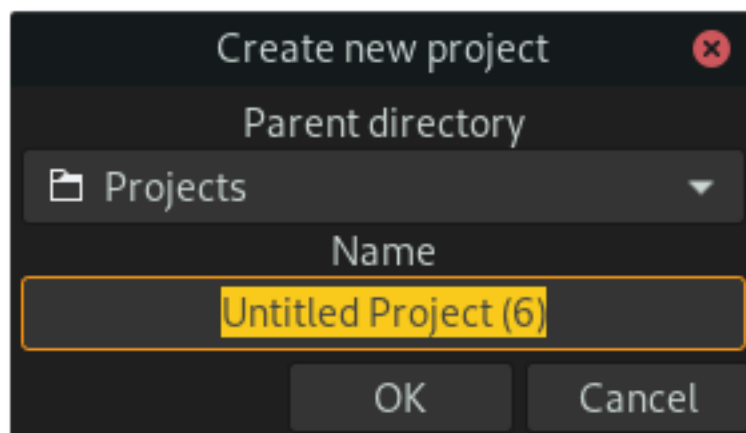 Create new project
Parent directory
Projects
Name
Untitled Project (6)
OK Cancel